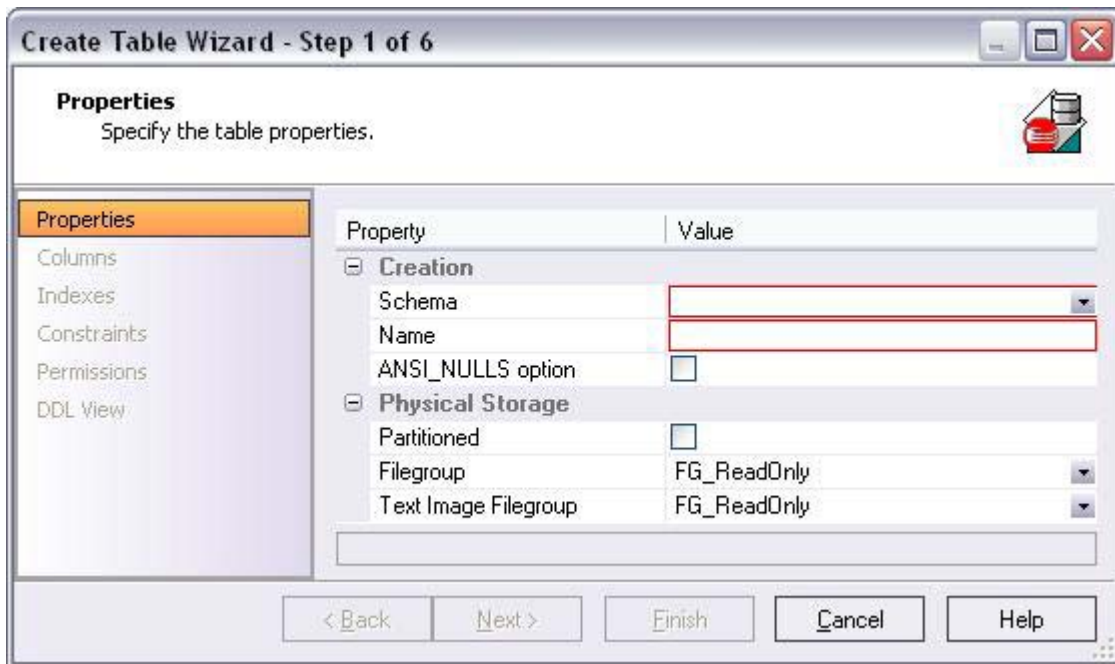 Create Table Wizard - Step 1 of 6
Properties
Specify the table properties.
Properties
Columns
Indexes
Constraints
Permissions
DDL View
Property Value
Creation
Schema
Name
ANSI_NULLS option
Physical Storage
Partitioned
Filegroup FG_ReadOnly
Text Image Filegroup FG_ReadOnly
< Back Next > Finish Cancel Help